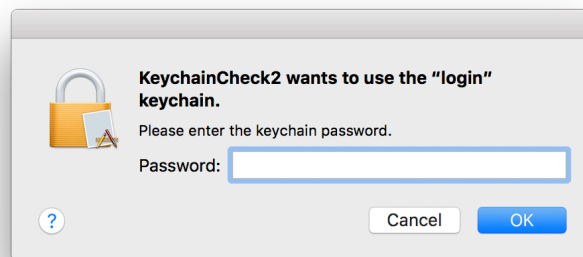 KeychainCheck2 wants to use the “login”
keychain.
Please enter the keychain password.
Password:
?
Cancel
OK